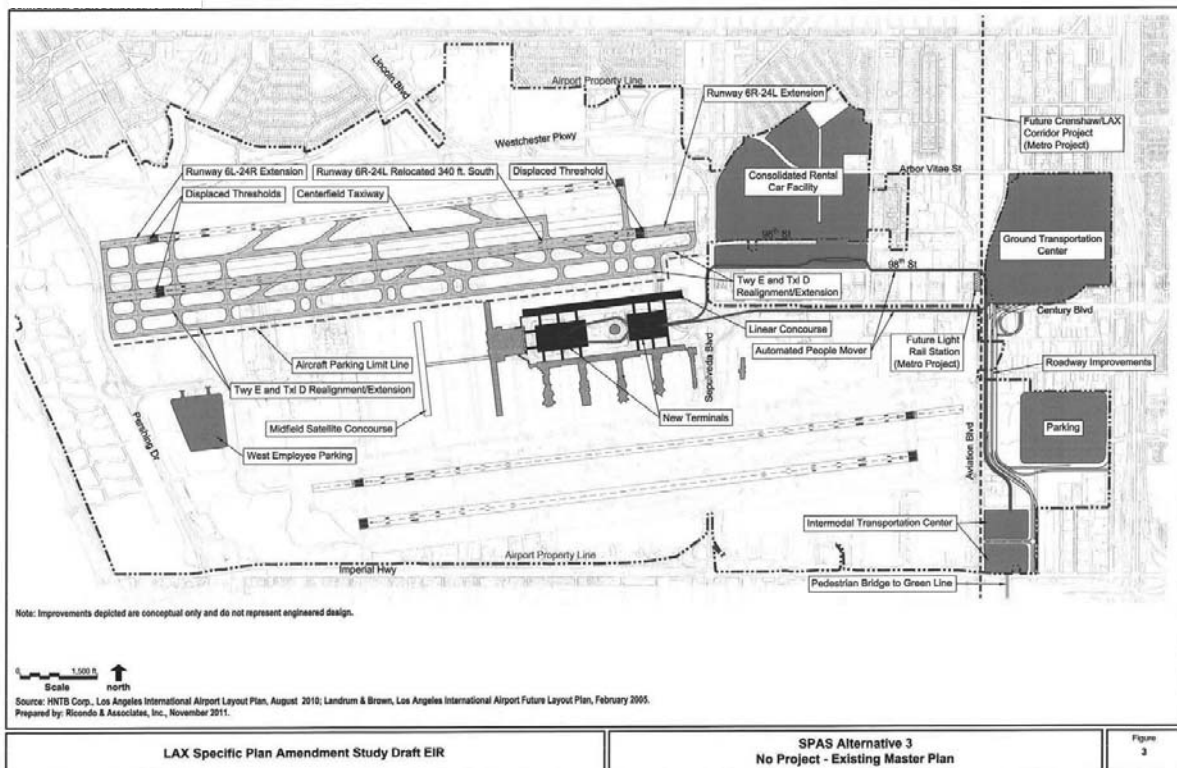 Lincoln Blvd
Airport Property Line
Runway 6R-24L Extension
Westchester Pkwy
Future Crenshaw/LAX
Corridor Project
(Metro Project)
Runway 6L-24R Extension
Runway 6R-24L Relocated 340 ft. South
Displaced Threshold
Consolidated Rental
Car Facility
Arbor Vitae St
Displaced Thresholds
Centerfield Taxiway
98th St
Ground Transportation
Center
98th St
Twy E and Txl D
Realignment/Extension
Century Blvd
Linear Concourse
Sepulveda Blvd
Automated People Mover
Future Light
Rail Station
(Metro Project)
Roadway Improvements
Aircraft Parking Limit Line
Twy E and Txl D Realignment/Extension
New Terminals
Midfield Satellite Concourse
Pershing Dr
West Employee Parking
Parking
Aviation Blvd
Intermodal Transportation Center
Airport Property Line
Imperial Hwy
Pedestrian Bridge to Green Line
Note: Improvements depicted are conceptual only and do not represent engineered design.
0 1,500 ft.
Scale north
Source: HNTB Corp., Los Angeles International Airport Layout Plan, August 2010; Landrum & Brown, Los Angeles International Airport Future Layout Plan, February 2005.
Prepared by: Ricondo & Associates, Inc., November 2011.
LAX Specific Plan Amendment Study Draft EIR
SPAS Alternative 3
No Project - Existing Master Plan
Figure
3